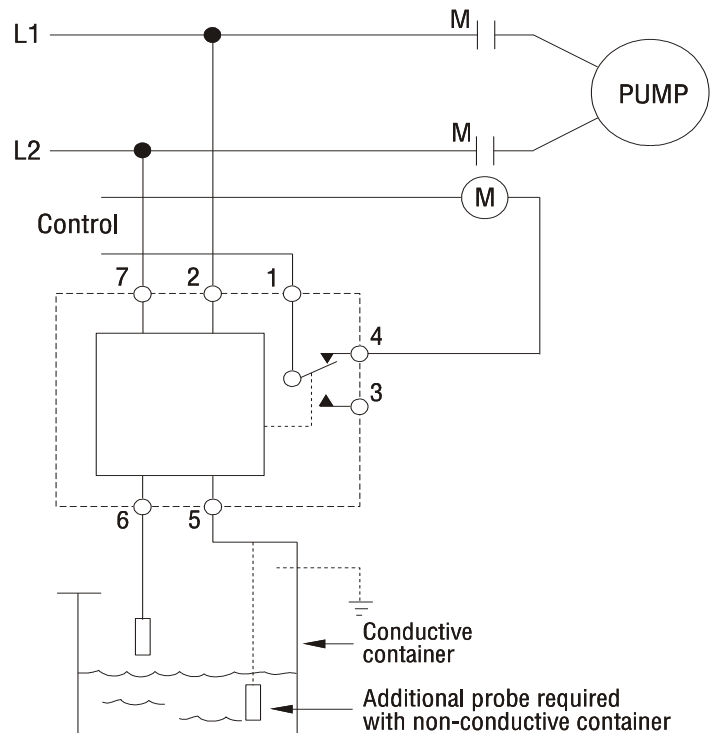 L1
M
PUMP
L2
M
M
Control
7
2
1
4
3
6
5
Conductive
container
Additional probe required
with non-conductive container